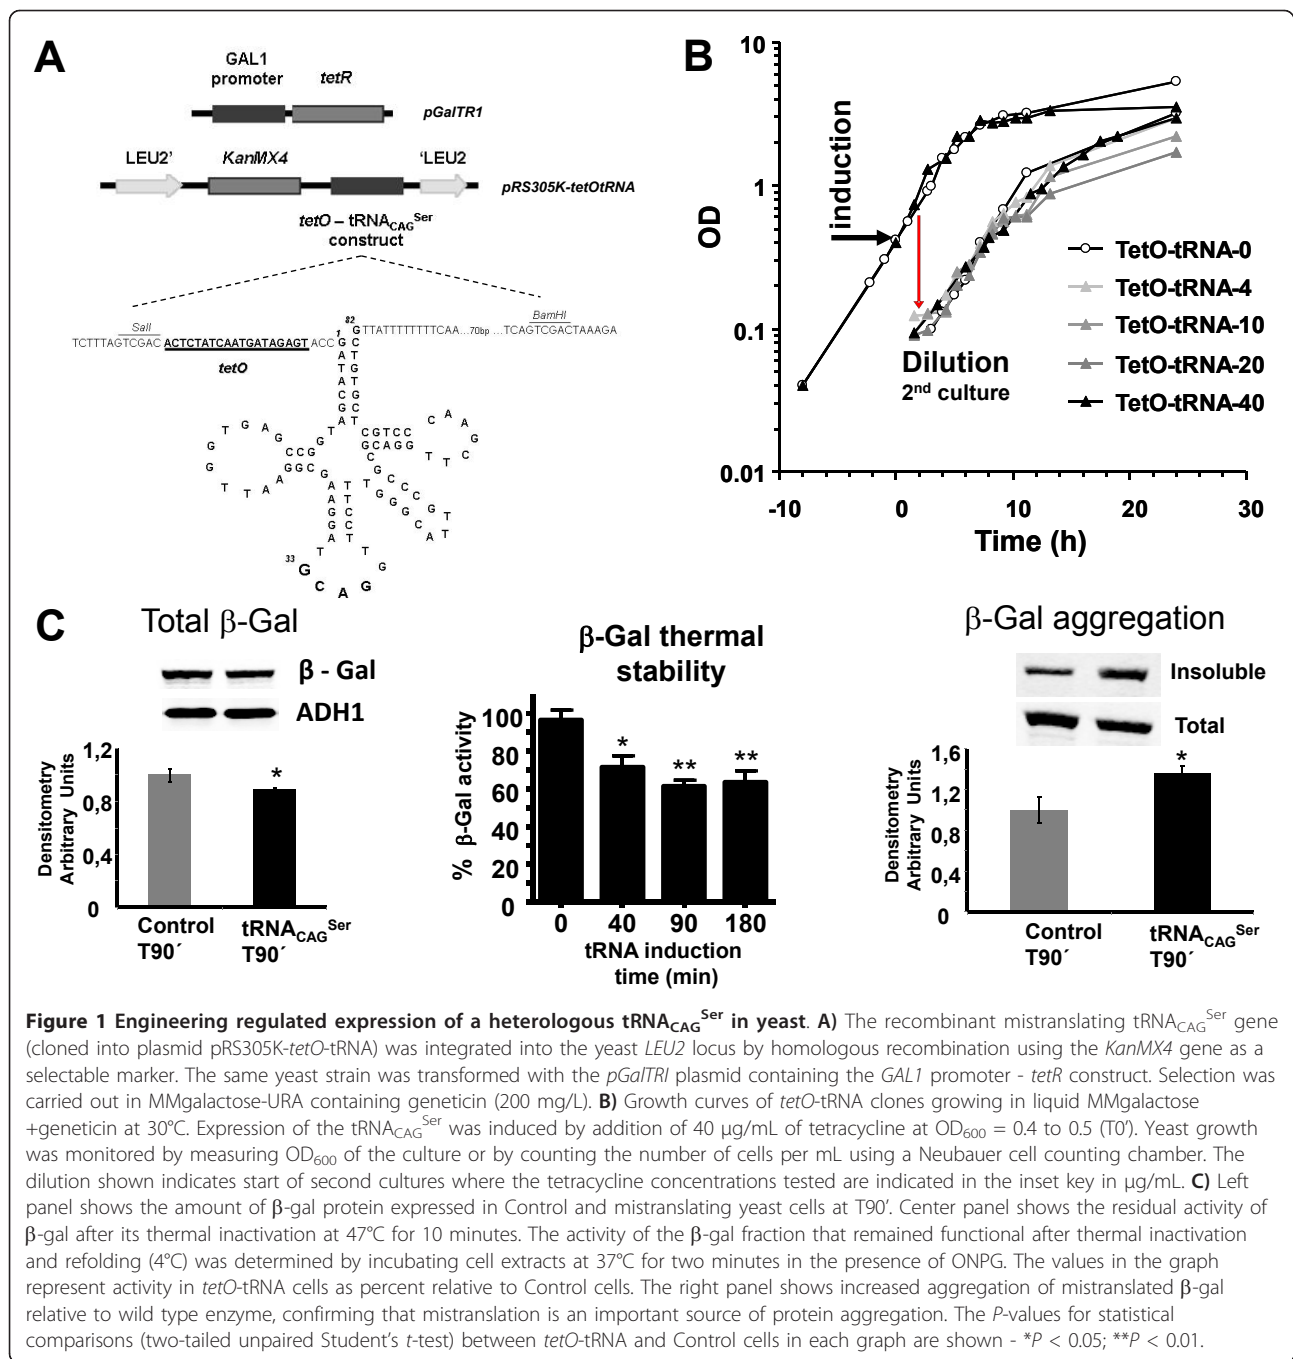 A
GAL1
promoter
tetR
pGalTR1
LEU2'
KanMX4
'LEU2
pRS305K-tetOtRNA
tetO – tRNA_CAG^Ser
construct
SalI
BamHI
TCTTTAGTCGAC ACTCTATCAATGATAGAGT ACC
tetO
1
82
GTTATTTTTTTTCAA...70bp ...TCAGTCGACTAAAGA
33
G
C
A
G
B
OD
10
1
0.1
0.01
induction
Dilution
2nd culture
TetO-tRNA-0
TetO-tRNA-4
TetO-tRNA-10
TetO-tRNA-20
TetO-tRNA-40
-10 0 10 20 30
Time (h)
C
Total β-Gal
β - Gal
ADH1
Densitometry
Arbitrary Units
1,2
0,8
0,4
0
*
Control
T90´
tRNA_CAG^Ser
T90´
β-Gal thermal
stability
% β-Gal activity
100
80
60
40
20
0
* ** **
0 40 90 180
tRNA induction
time (min)
β-Gal aggregation
Insoluble
Total
Densitometry
Arbitrary Units
1,6
1,2
0,8
0,4
0
*
Control
T90´
tRNA_CAG^Ser
T90´
Figure 1 Engineering regulated expression of a heterologous tRNA_CAG^Ser in yeast. A) The recombinant mistranslating tRNA_CAG^Ser gene
(cloned into plasmid pRS305K-tetO-tRNA) was integrated into the yeast LEU2 locus by homologous recombination using the KanMX4 gene as a
selectable marker. The same yeast strain was transformed with the pGalTRI plasmid containing the GAL1 promoter - tetR construct. Selection was
carried out in MMgalactose-URA containing geneticin (200 mg/L). B) Growth curves of tetO-tRNA clones growing in liquid MMgalactose
+geneticin at 30°C. Expression of the tRNA_CAG^Ser was induced by addition of 40 μg/mL of tetracycline at OD600 = 0.4 to 0.5 (T0'). Yeast growth
was monitored by measuring OD600 of the culture or by counting the number of cells per mL using a Neubauer cell counting chamber. The
dilution shown indicates start of second cultures where the tetracycline concentrations tested are indicated in the inset key in μg/mL. C) Left
panel shows the amount of β-gal protein expressed in Control and mistranslating yeast cells at T90'. Center panel shows the residual activity of
β-gal after its thermal inactivation at 47°C for 10 minutes. The activity of the β-gal fraction that remained functional after thermal inactivation
and refolding (4°C) was determined by incubating cell extracts at 37°C for two minutes in the presence of ONPG. The values in the graph
represent activity in tetO-tRNA cells as percent relative to Control cells. The right panel shows increased aggregation of mistranslated β-gal
relative to wild type enzyme, confirming that mistranslation is an important source of protein aggregation. The P-values for statistical
comparisons (two-tailed unpaired Student's t-test) between tetO-tRNA and Control cells in each graph are shown - *P < 0.05; **P < 0.01.